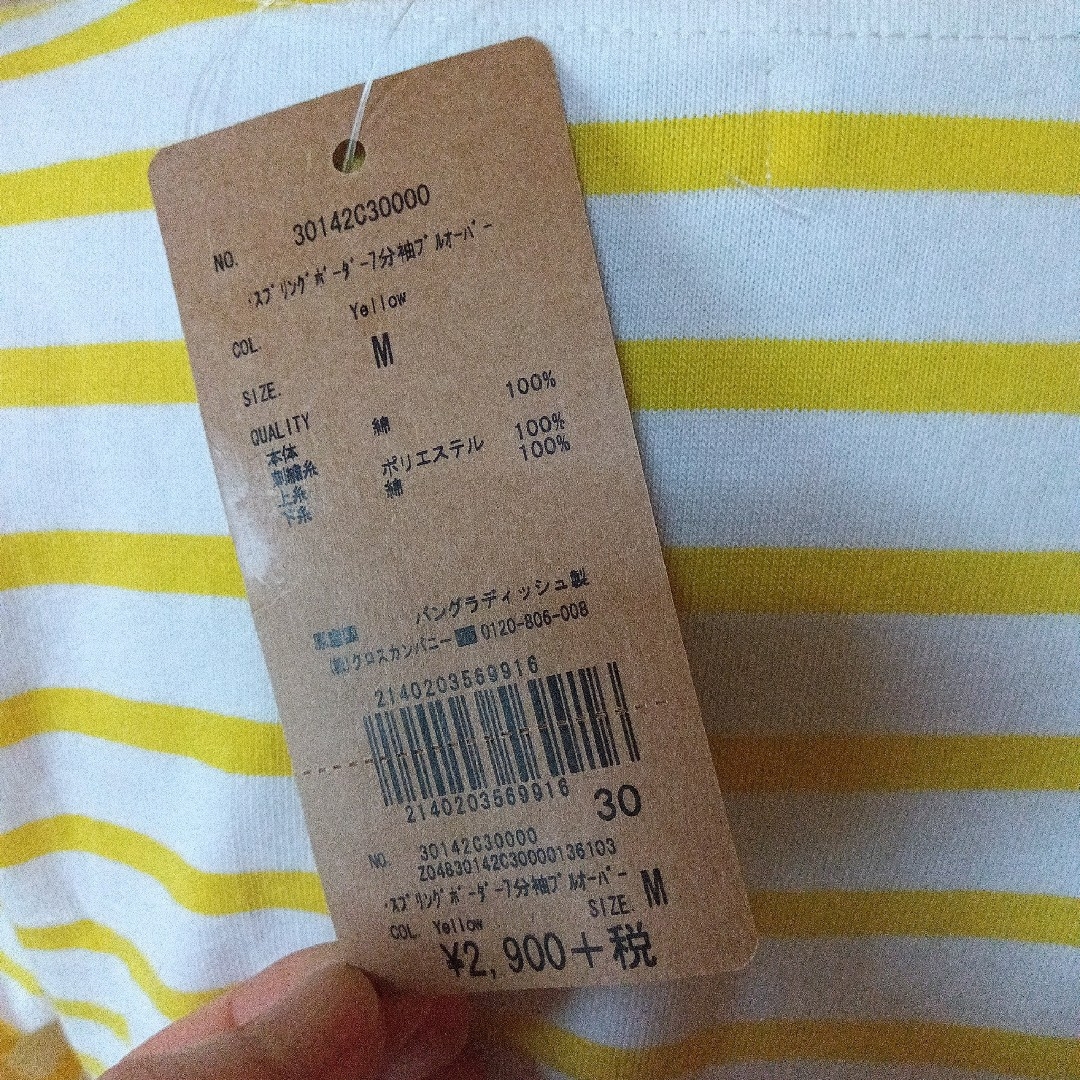 NO. 30142C30000
スプリングボーダー7分袖プルオーバー
COL Yellow
SIZE. M
QUALITY
本体 綿 100%
刺繍糸
上糸 ポリエステル 100%
下糸 綿 100%
バングラディッシュ製
(株)クロスカンパニー 0120-806-008
2140203569916
2140203569916
30
NO. 30142C30000
Z04830142C30000136103
スプリングボーダー7分袖プルオーバー
COL Yellow SIZE. M
¥2,900+税